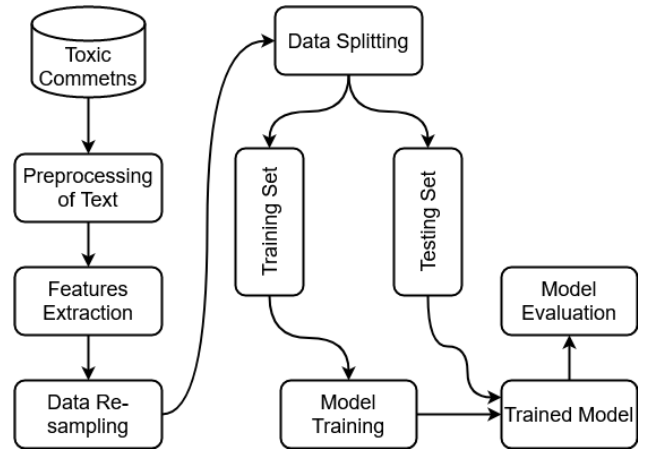 Toxic
Commetns
Preprocessing
of Text
Features
Extraction
Data Re-
sampling
Data Splitting
Training Set
Testing Set
Model
Training
Trained Model
Model
Evaluation